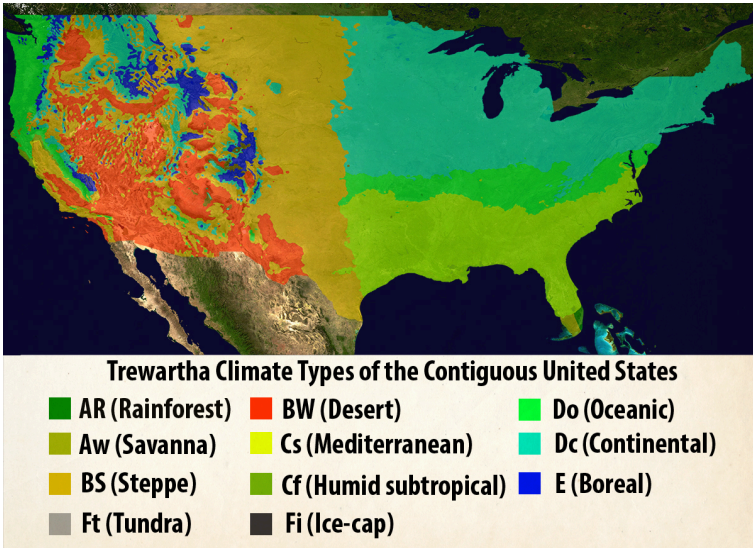 Trewartha Climate Types of the Contiguous United States
AR (Rainforest) BW (Desert) Do (Oceanic)
Aw (Savanna) Cs (Mediterranean) Dc (Continental)
BS (Steppe) Cf (Humid subtropical) E (Boreal)
Ft (Tundra) Fi (Ice-cap)